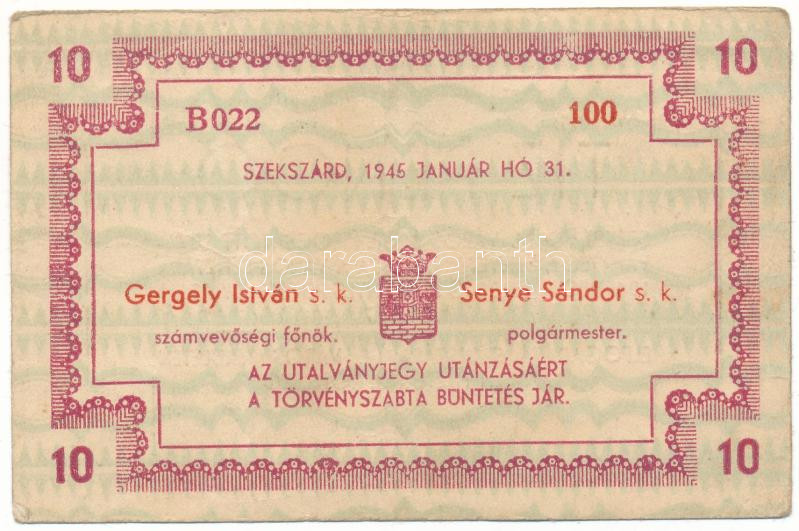 10 10
B022 100
SZEKSZÁRD, 1945 JANUÁR HÓ 31.
darabanth
Gergely István s. k. Senye Sándor s. k.
számvevőségi főnök. polgármester.
AZ UTALVÁNYJEGY UTÁNZÁSÁÉRT
A TÖRVÉNYSZABTA BÜNTETÉS JÁR.
10 10